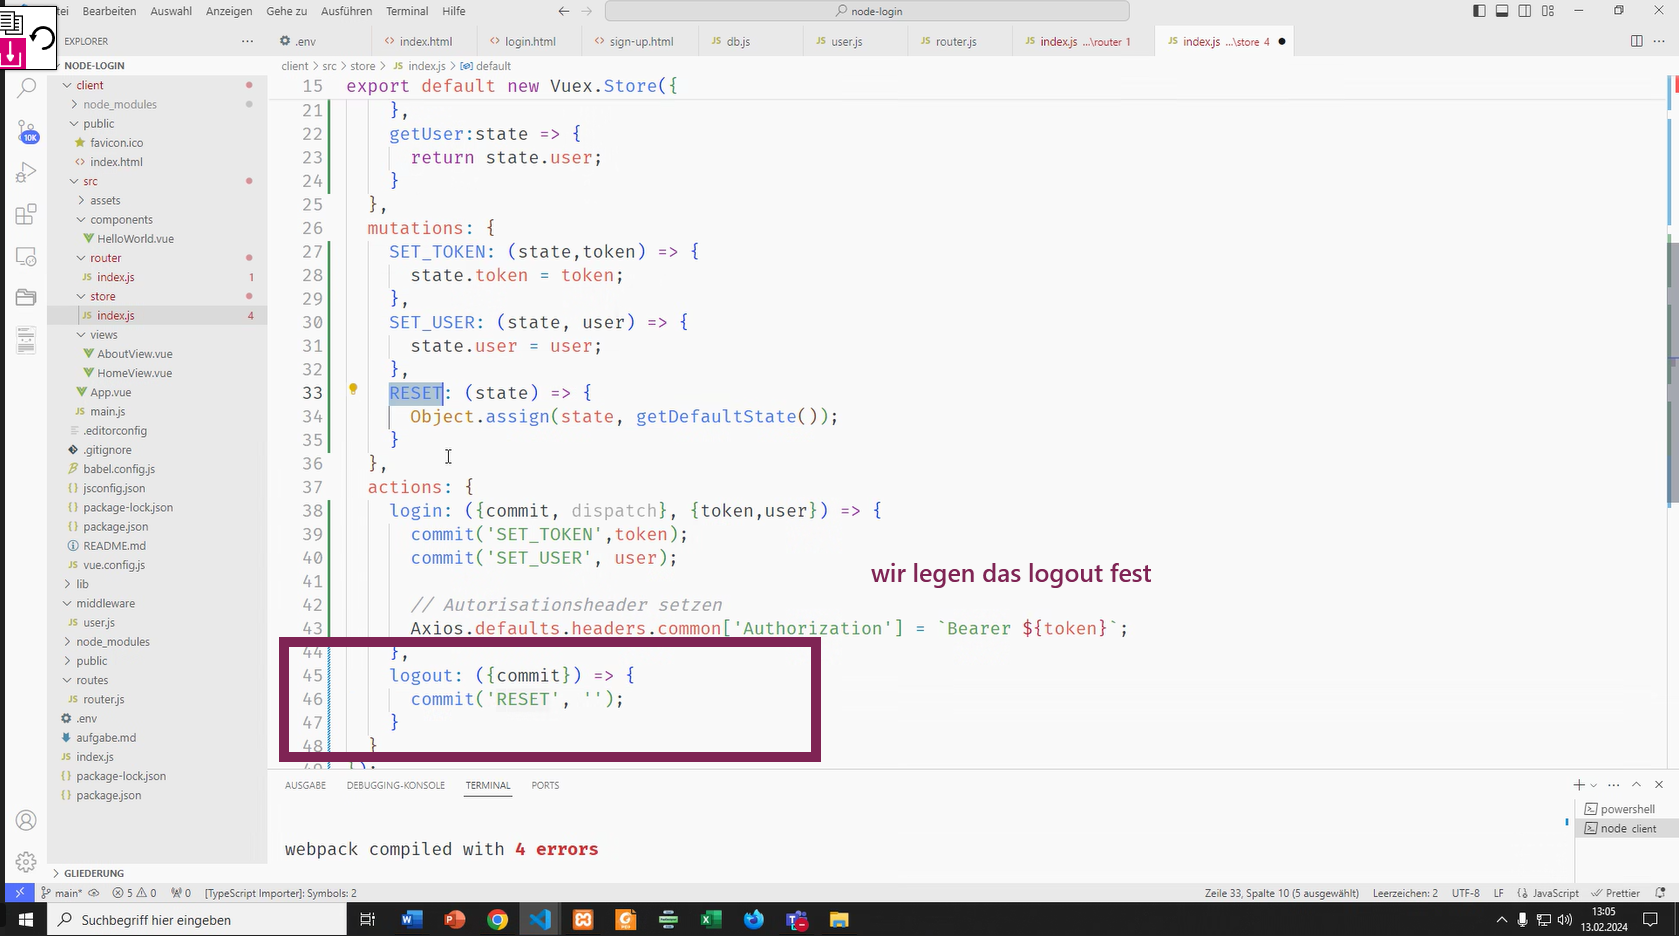 atei
Bearbeiten
Auswahl
Anzeigen
Gehe zu
Ausführen
Terminal
Hilfe
node-login
EXPLORER
.env
index.html
login.html
sign-up.html
db.js
user.js
router.js
index.js ...\router 1
index.js ...\store 4
client > src > store > JS index.js > default
NODE-LOGIN
client
node_modules
public
favicon.ico
index.html
src
assets
components
HelloWorld.vue
router
JS index.js 1
store
JS index.js 4
views
AboutView.vue
HomeView.vue
App.vue
JS main.js
.editorconfig
.gitignore
babel.config.js
{} jsconfig.json
{} package-lock.json
{} package.json
README.md
JS vue.config.js
lib
middleware
JS user.js
node_modules
public
routes
JS router.js
.env
aufgabe.md
JS index.js
{} package-lock.json
{} package.json
GLIEDERUNG
10K
15 export default new Vuex.Store({
21 },
22 getUser:state => {
23 return state.user;
24 }
25 },
26 mutations: {
27 SET_TOKEN: (state,token) => {
28 state.token = token;
29 },
30 SET_USER: (state, user) => {
31 state.user = user;
32 },
33 RESET: (state) => {
34 Object.assign(state, getDefaultState());
35 }
36 },
37 actions: {
38 login: ({commit, dispatch}, {token,user}) => {
39 commit('SET_TOKEN',token);
40 commit('SET_USER', user);
41
42 // Autorisationsheader setzen
43 Axios.defaults.headers.common['Authorization'] = `Bearer ${token}`;
44 },
45 logout: ({commit}) => {
46 commit('RESET', '');
47 }
48 }
49 });
wir legen das logout fest
AUSGABE
DEBUGGING-KONSOLE
TERMINAL
PORTS
webpack compiled with 4 errors
powershell
node client
main*
5 0
0
[TypeScript Importer]: Symbols: 2
Zeile 33, Spalte 10 (5 ausgewählt)
Leerzeichen: 2
UTF-8
LF
{} JavaScript
Prettier
Suchbegriff hier eingeben
13:05
13.02.2024